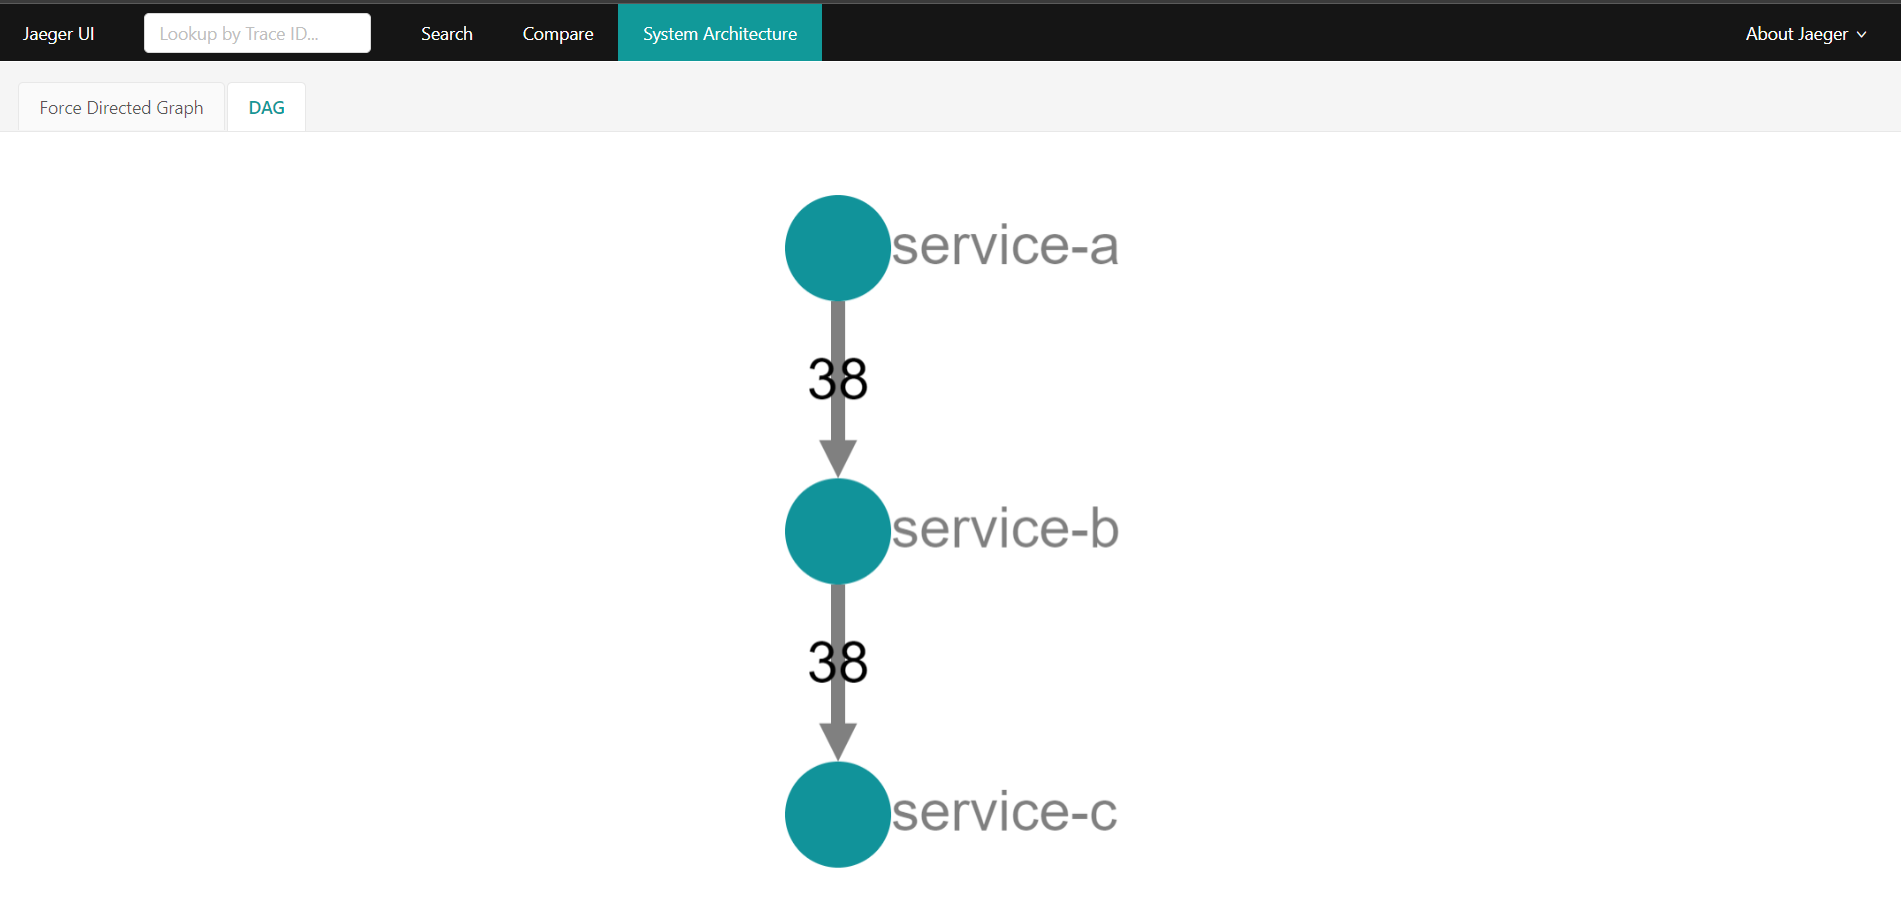 Jaeger UI
Lookup by Trace ID...
Search
Compare
System Architecture
About Jaeger
Force Directed Graph
DAG
service-a
38
service-b
38
service-c